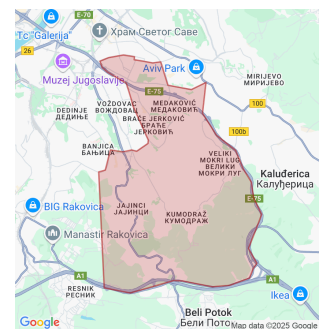 E-70
Тс "Galerija"
26
Храм Светог Саве
Muzej Jugoslavije
Aviv Park
MIRIJEVO
МИРИЈЕВО
E-75
100
VOŽDOVAC
ВОЖДОВАЦ
MEDAKOVIĆ
МЕДАКОВИЋ
DEDINJE
ДЕДИЊЕ
BRAĆE JERKOVIĆ
БРАЋЕ
ЈЕРКОВИЋ
100b
BANJICA
БАЊИЦА
VELIKI
MOKRI LUG
ВЕЛИКИ
МОКРИ ЛУГ
Kaluđerica
Калуђерица
E-75
BIG Rakovica
JAJINCI
ЈАЈИНЦИ
KUMODRAŽ
КУМОДРАЖ
Manastir Rakovica
A1
A1
RESNIK
РЕСНИК
Ikea
Beli Potok
Бели Поток
Google
Map data ©2025 Google